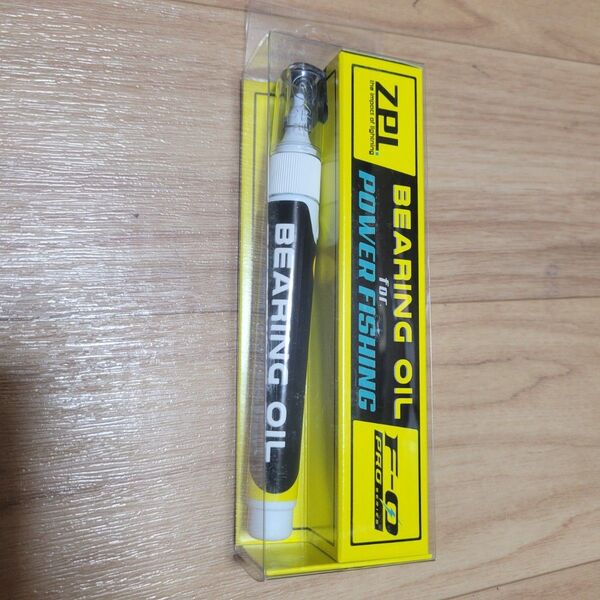 ZPI
the impact of lightning
BEARING OIL
for
POWER FISHING
F-0
PRO
BEARING OIL